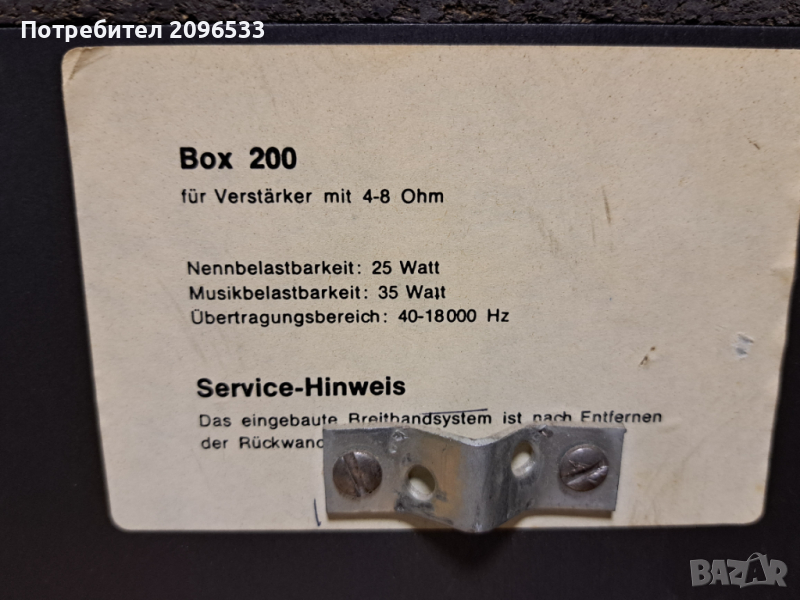 Потребител 2096533
Box 200
für Verstärker mit 4-8 Ohm
Nennbelastbarkeit: 25 Watt
Musikbelastbarkeit: 35 Watt
Übertragungsbereich: 40-18000 Hz
Service-Hinweis
Das eingebaute Breitbandsystem ist nach Entfernen
der Rückwand
BAZAR